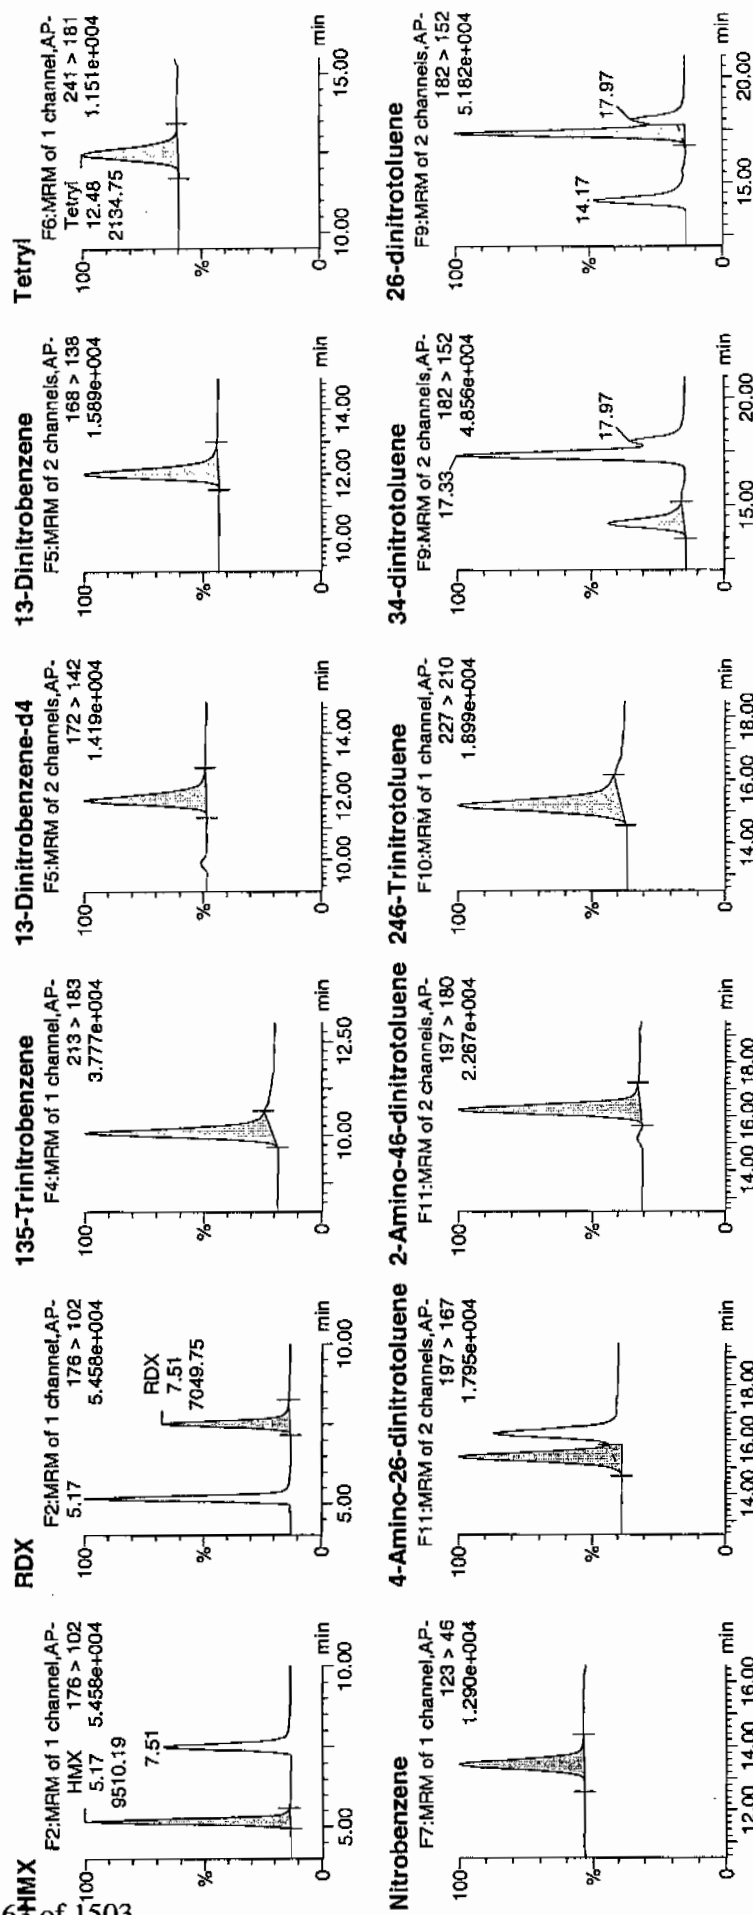 HMX
F2:MRM of 1 channel,AP-
176 > 102
5.458e+004
HMX
5.17
9510.19
7.51
100
%
0
5.00
10.00
min
RDX
F2:MRM of 1 channel,AP-
176 > 102
5.458e+004
5.17
RDX
7.51
7049.75
100
%
0
5.00
10.00
min
135-Trinitrobenzene
F4:MRM of 1 channel,AP-
213 > 183
3.777e+004
100
%
0
10.00
12.50
min
13-Dinitrobenzene-d4
F5:MRM of 2 channels,AP-
172 > 142
1.419e+004
100
%
0
10.00
12.00
14.00
min
13-Dinitrobenzene
F5:MRM of 2 channels,AP-
168 > 138
1.589e+004
100
%
0
10.00
12.00
14.00
min
Tetryl
F6:MRM of 1 channel,AP-
241 > 181
1.151e+004
Tetryl
12.48
2134.75
100
%
0
10.00
15.00
min
Nitrobenzene
F7:MRM of 1 channel,AP-
123 > 46
1.290e+004
100
%
0
12.00
14.00
16.00
min
4-Amino-26-dinitrotoluene
F11:MRM of 2 channels,AP-
197 > 167
1.795e+004
100
%
0
14.00
16.00
18.00
min
2-Amino-46-dinitrotoluene
F11:MRM of 2 channels,AP-
197 > 180
2.267e+004
100
%
0
14.00
16.00
18.00
min
246-Trinitrotoluene
F10:MRM of 1 channel,AP-
227 > 210
1.899e+004
100
%
0
14.00
16.00
18.00
min
34-dinitrotoluene
F9:MRM of 2 channels,AP-
182 > 152
4.856e+004
17.33
17.97
100
%
0
15.00
20.00
min
26-dinitrotoluene
F9:MRM of 2 channels,AP-
182 > 152
5.182e+004
14.17
17.97
100
%
0
15.00
20.00
min
of 1503